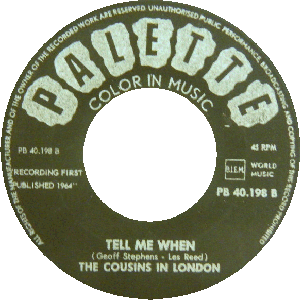 ALL RIGHTS OF THE MANUFACTURER AND OF THE OWNER OF THE RECORDED WORK ARE RESERVED. UNAUTHORISED PUBLIC PERFORMANCE, BROADCASTING AND COPYING OF THIS RECORD PROHIBITED
PALETTE
COLOR IN MUSIC
PB 40.198 B
45 RPM
"RECORDING FIRST
PUBLISHED 1964"
B.I.E.M.
WORLD
MUSIC
PB 40.198 B
TELL ME WHEN
(Geoff Stephens - Les Reed)
THE COUSINS IN LONDON